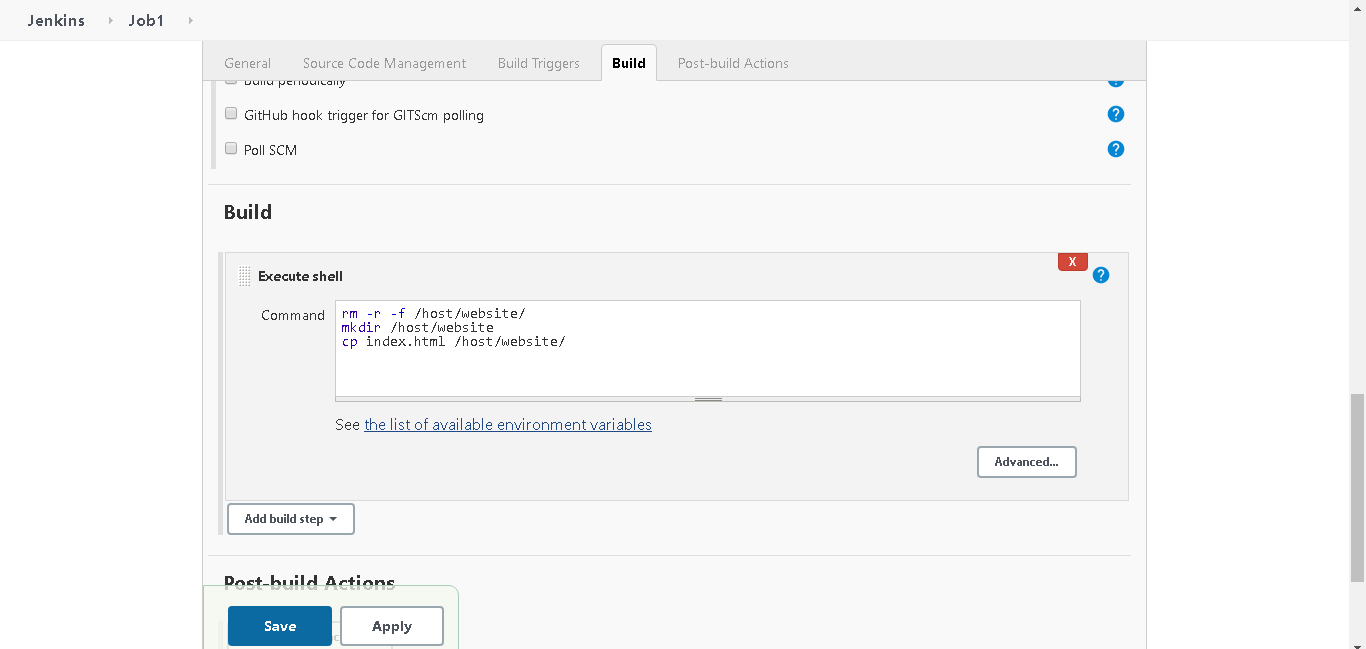 Jenkins Job1
General Source Code Management Build Triggers Build Post-build Actions
Build periodically
GitHub hook trigger for GITScm polling
Poll SCM
Build
X
Execute shell
Command
rm -r -f /host/website/
mkdir /host/website
cp index.html /host/website/
See the list of available environment variables
Advanced...
Add build step
Post-build Actions
Save Apply